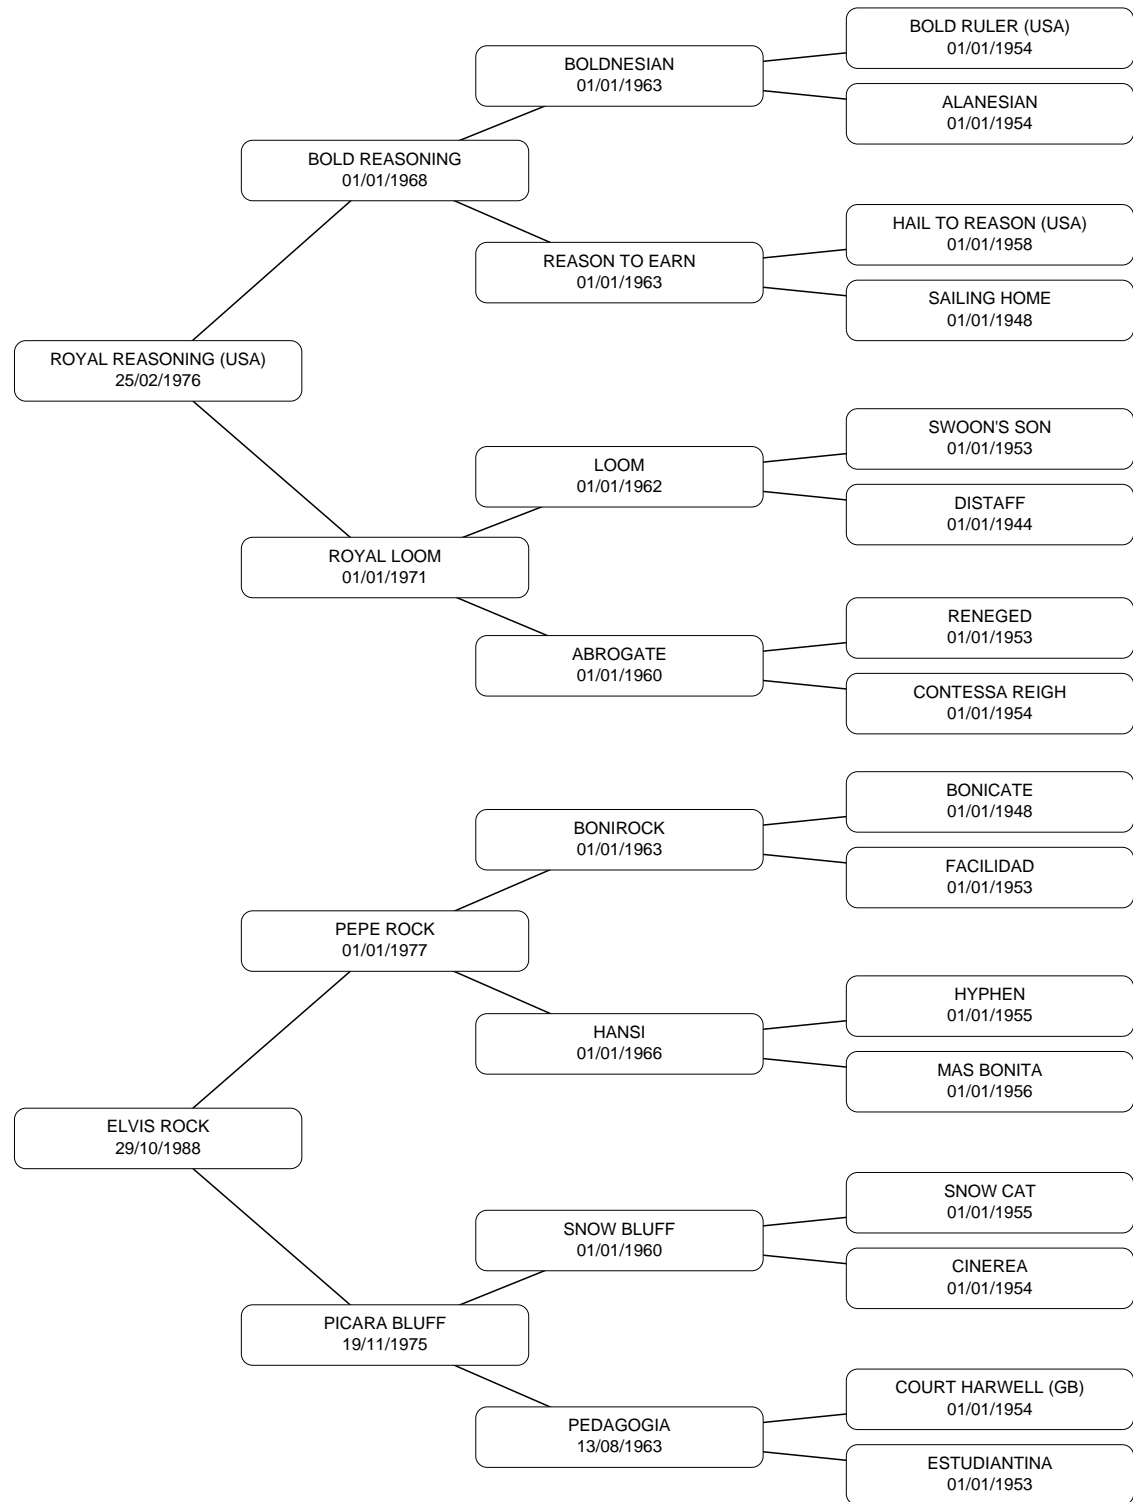 BOLD RULER (USA)
01/01/1954
BOLDNESIAN
01/01/1963
ALANESIAN
01/01/1954
BOLD REASONING
01/01/1968
HAIL TO REASON (USA)
01/01/1958
REASON TO EARN
01/01/1963
SAILING HOME
01/01/1948
ROYAL REASONING (USA)
25/02/1976
SWOON'S SON
01/01/1953
LOOM
01/01/1962
DISTAFF
01/01/1944
ROYAL LOOM
01/01/1971
RENEGED
01/01/1953
ABROGATE
01/01/1960
CONTESSA REIGH
01/01/1954
BONICATE
01/01/1948
BONIROCK
01/01/1963
FACILIDAD
01/01/1953
PEPE ROCK
01/01/1977
HYPHEN
01/01/1955
HANSI
01/01/1966
MAS BONITA
01/01/1956
ELVIS ROCK
29/10/1988
SNOW CAT
01/01/1955
SNOW BLUFF
01/01/1960
CINEREA
01/01/1954
PICARA BLUFF
19/11/1975
COURT HARWELL (GB)
01/01/1954
PEDAGOGIA
13/08/1963
ESTUDIANTINA
01/01/1953